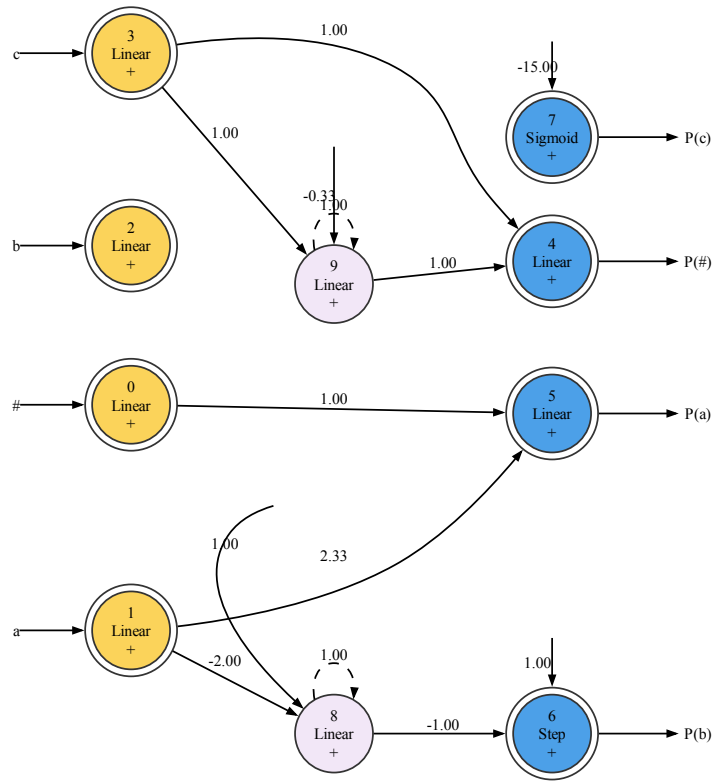 c
3
Linear
+
1.00
-15.00
7
Sigmoid
+
P(c)
1.00
b
2
Linear
+
-0.33
1.00
9
Linear
+
1.00
4
Linear
+
P(#)
#
0
Linear
+
1.00
5
Linear
+
P(a)
1.00
2.33
a
1
Linear
+
-2.00
1.00
8
Linear
+
-1.00
1.00
6
Step
+
P(b)